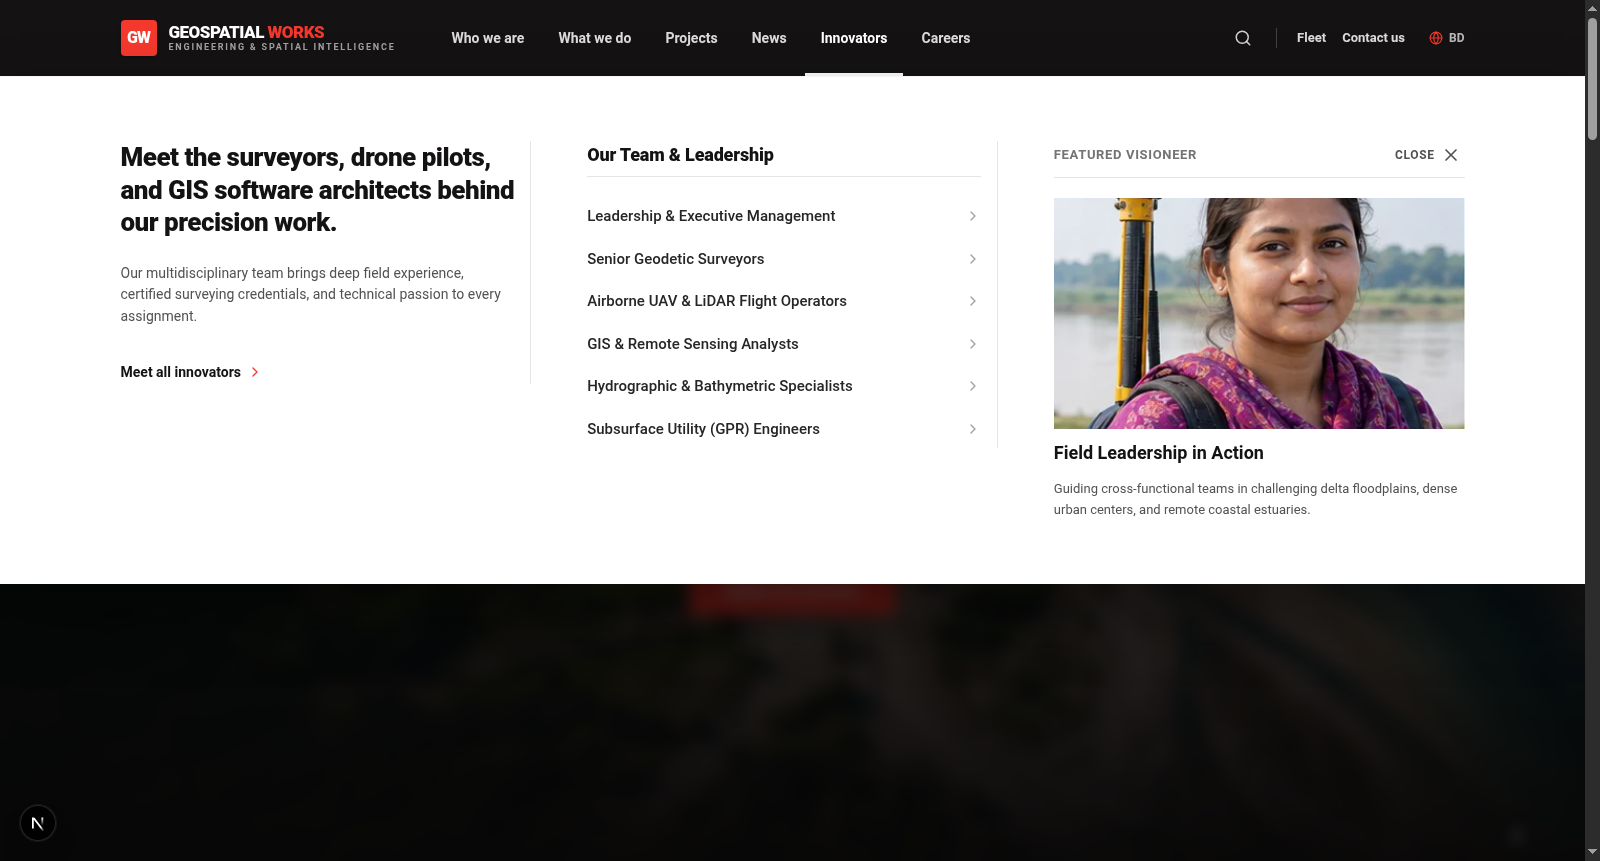 GW
GEOSPATIAL WORKS
ENGINEERING & SPATIAL INTELLIGENCE
Who we are
What we do
Projects
News
Innovators
Careers
Fleet
Contact us
BD
Meet the surveyors, drone pilots,
and GIS software architects behind
our precision work.
Our multidisciplinary team brings deep field experience,
certified surveying credentials, and technical passion to every
assignment.
Meet all innovators
Our Team & Leadership
Leadership & Executive Management
Senior Geodetic Surveyors
Airborne UAV & LiDAR Flight Operators
GIS & Remote Sensing Analysts
Hydrographic & Bathymetric Specialists
Subsurface Utility (GPR) Engineers
FEATURED VISIONEER
CLOSE
Field Leadership in Action
Guiding cross-functional teams in challenging delta floodplains, dense
urban centers, and remote coastal estuaries.
N